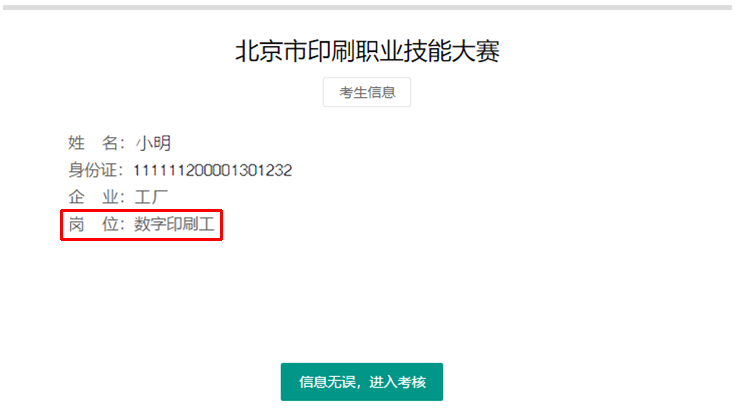 北京市印刷职业技能大赛
考生信息
姓 名：小明
身份证：111111200001301232
企 业：工厂
岗 位：数字印刷工
信息无误，进入考核